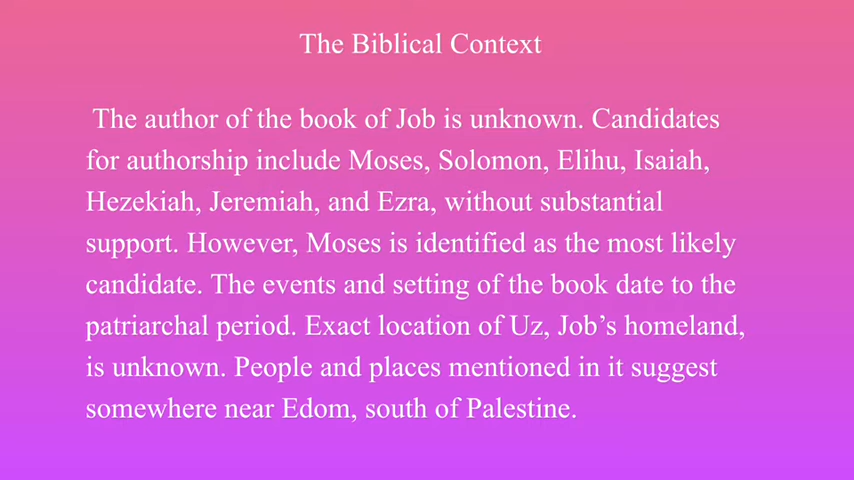 The Biblical Context
The author of the book of Job is unknown. Candidates
for authorship include Moses, Solomon, Elihu, Isaiah,
Hezekiah, Jeremiah, and Ezra, without substantial
support. However, Moses is identified as the most likely
candidate. The events and setting of the book date to the
patriarchal period. Exact location of Uz, Job’s homeland,
is unknown. People and places mentioned in it suggest
somewhere near Edom, south of Palestine.